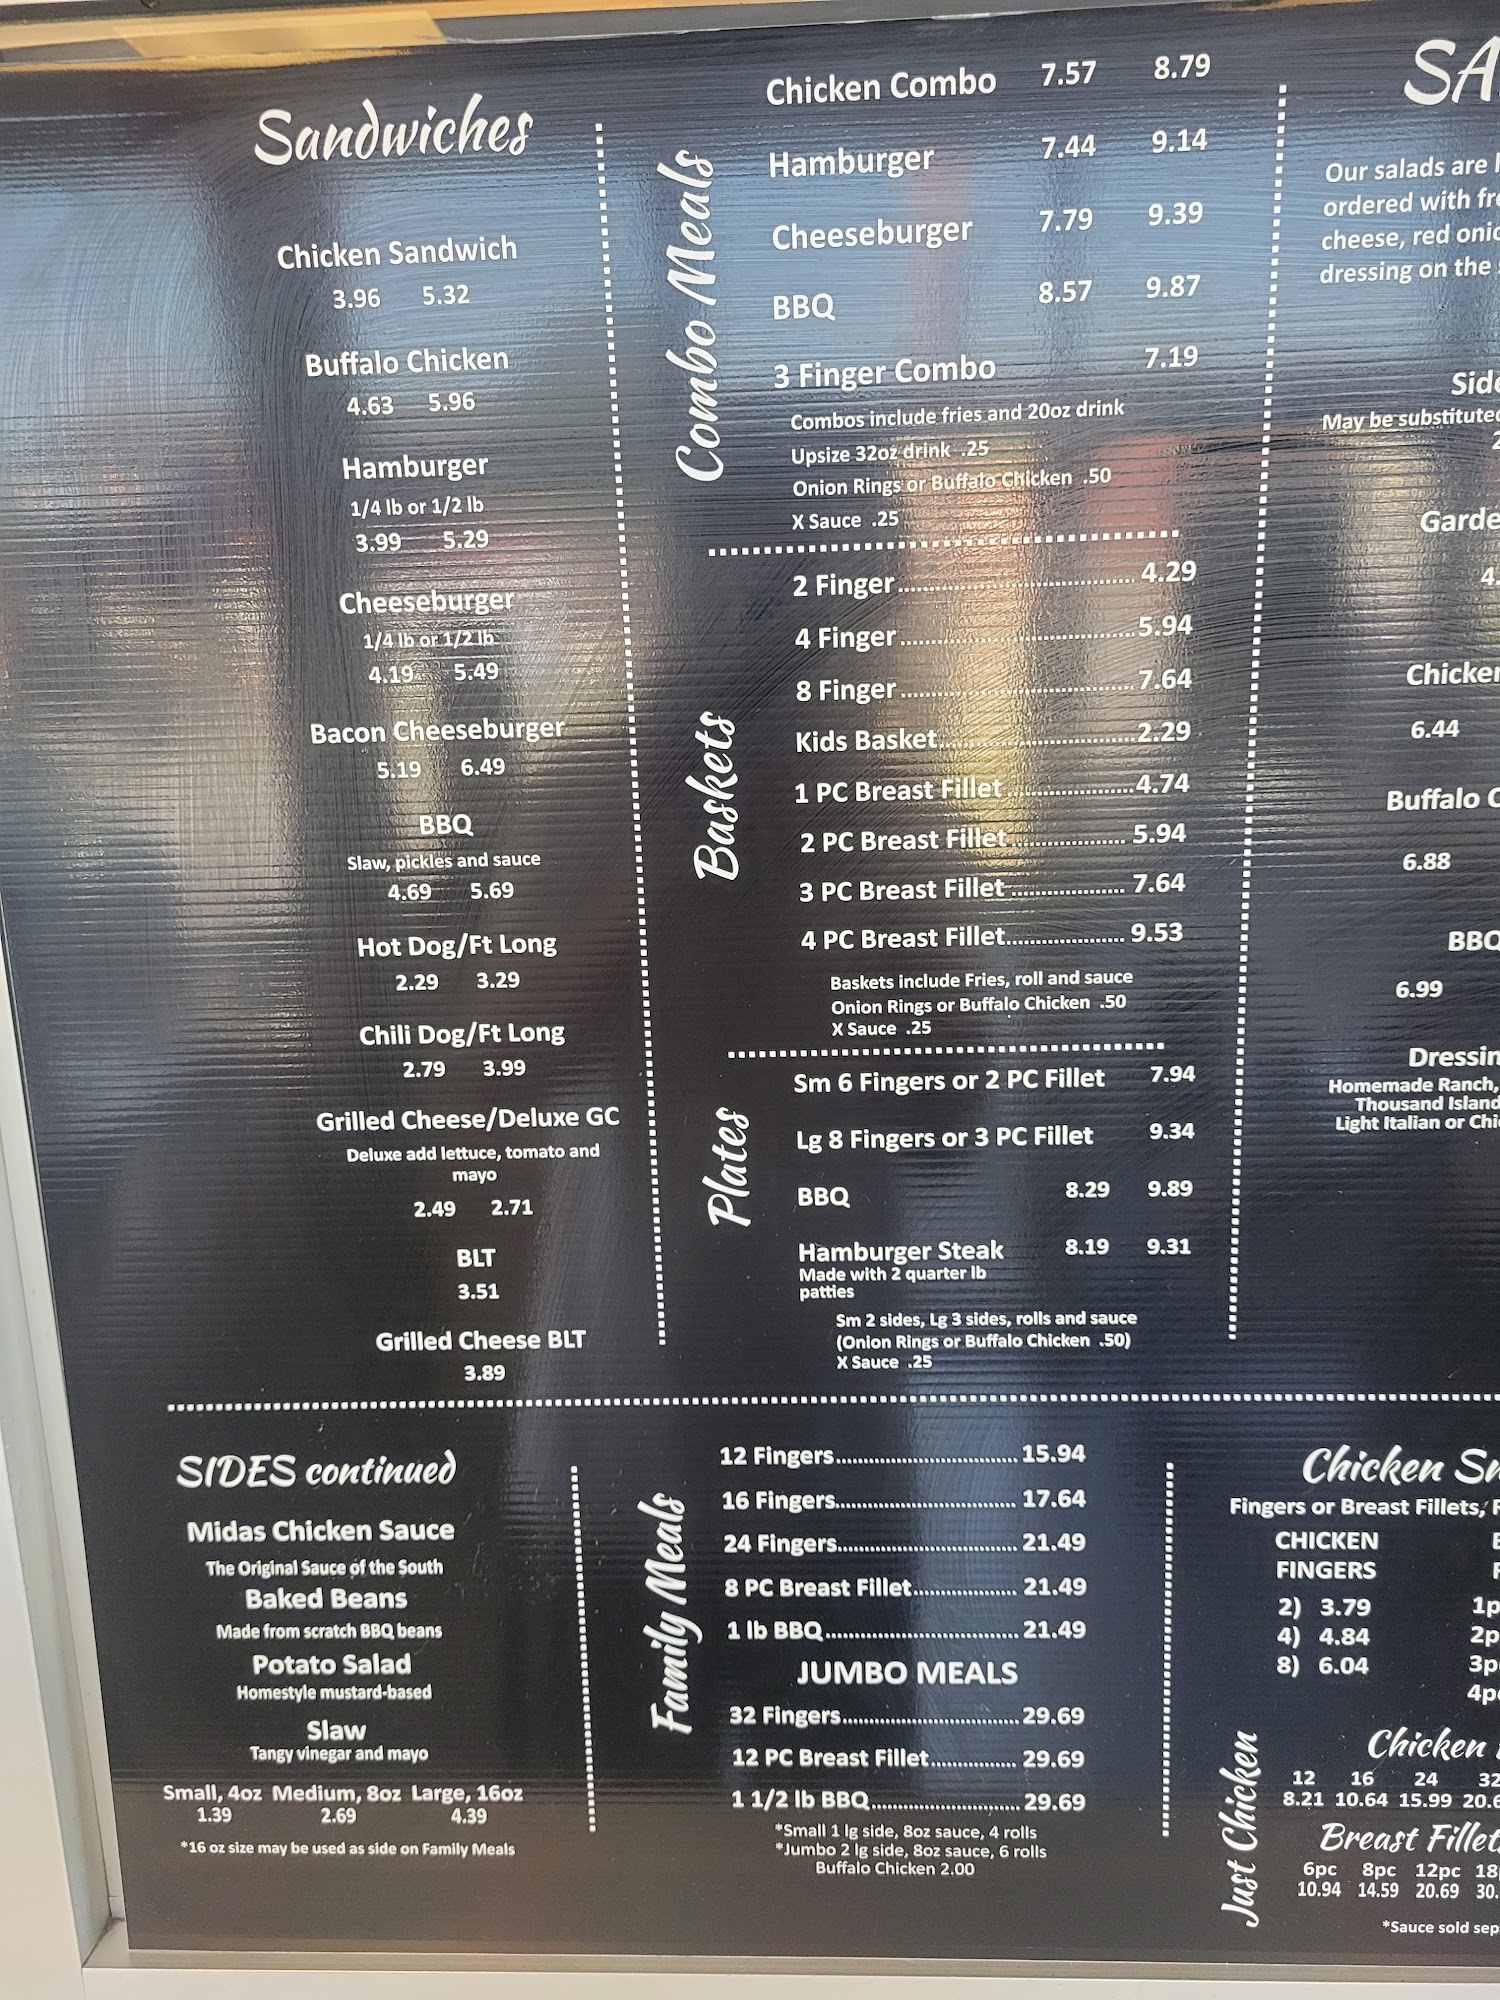 Sandwiches
Chicken Sandwich
3.96 5.32
Buffalo Chicken
4.63 5.96
Hamburger
1/4 lb or 1/2 lb
3.99 5.29
Cheeseburger
1/4 lb or 1/2 lb
4.19 5.49
Bacon Cheeseburger
5.19 6.49
BBQ
Slaw, pickles and sauce
4.69 5.69
Hot Dog/Ft Long
2.29 3.29
Chili Dog/Ft Long
2.79 3.99
Grilled Cheese/Deluxe GC
Deluxe add lettuce, tomato and
mayo
2.49 2.71
BLT
3.51
Grilled Cheese BLT
3.89
Combo Meals
Chicken Combo 7.57 8.79
Hamburger 7.44 9.14
Cheeseburger 7.79 9.39
BBQ 8.57 9.87
3 Finger Combo 7.19
Combos include fries and 20oz drink
Upsize 32oz drink .25
Onion Rings or Buffalo Chicken .50
X Sauce .25
Baskets
2 Finger 4.29
4 Finger 5.94
8 Finger 7.64
Kids Basket 2.29
1 PC Breast Fillet 4.74
2 PC Breast Fillet 5.94
3 PC Breast Fillet 7.64
4 PC Breast Fillet 9.53
Baskets include Fries, roll and sauce
Onion Rings or Buffalo Chicken .50
X Sauce .25
Plates
Sm 6 Fingers or 2 PC Fillet 7.94
Lg 8 Fingers or 3 PC Fillet 9.34
BBQ 8.29 9.89
Hamburger Steak 8.19 9.31
Made with 2 quarter lb
patties
Sm 2 sides, Lg 3 sides, rolls and sauce
(Onion Rings or Buffalo Chicken .50)
X Sauce .25
SA
Our salads are
ordered with
cheese, red
dressing on the
Side
May be substituted
Garde
Chicken
6.44
Buffalo
6.88
BBQ
6.99
Dressin
Homemade Ranch,
Thousand Island
Light Italian or
SIDES continued
Midas Chicken Sauce
The Original Sauce of the South
Baked Beans
Made from scratch BBQ beans
Potato Salad
Homestyle mustard-based
Slaw
Tangy vinegar and mayo
Small, 4oz Medium, 8oz Large, 16oz
1.39 2.69 4.39
*16 oz size may be used as side on Family Meals
Family Meals
12 Fingers 15.94
16 Fingers 17.64
24 Fingers 21.49
8 PC Breast Fillet 21.49
1 lb BBQ 21.49
JUMBO MEALS
32 Fingers 29.69
12 PC Breast Fillet 29.69
1 1/2 lb BBQ 29.69
*Small 1 lg side, 8oz sauce, 4 rolls
*Jumbo 2 lg side, 8oz sauce, 6 rolls
Buffalo Chicken 2.00
Just Chicken
Chicken
Fingers or Breast Fillets,
CHICKEN
FINGERS
2) 3.79 1p
4) 4.84 2p
8) 6.04 3p
4p
Chicken
12 16 24 32
8.21 10.64 15.99 20.6
Breast Fillet
6pc 8pc 12pc 18
10.94 14.59 20.69 30.
*Sauce sold sep